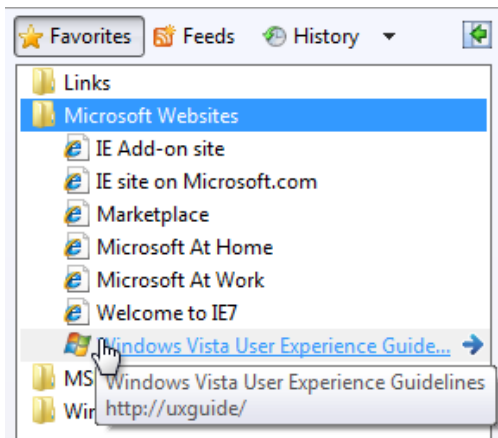 Favorites Feeds History
Links
Microsoft Websites
IE Add-on site
IE site on Microsoft.com
Marketplace
Microsoft At Home
Microsoft At Work
Welcome to IE7
Windows Vista User Experience Guide...
MS
Windows Vista User Experience Guidelines
http://uxguide/